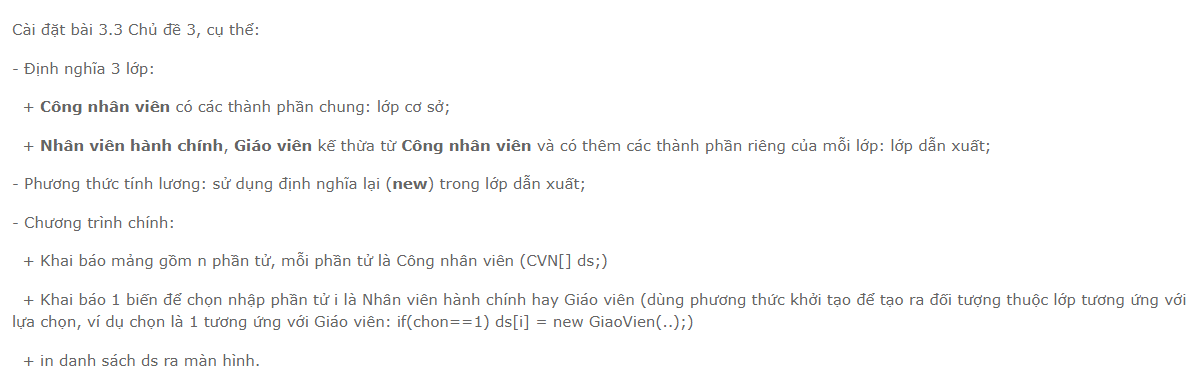 Cài đặt bài 3.3 Chủ đề 3, cụ thể:
- Định nghĩa 3 lớp:
+ Công nhân viên có các thành phần chung: lớp cơ sở;
+ Nhân viên hành chính, Giáo viên kế thừa từ Công nhân viên và có thêm các thành phần riêng của mỗi lớp: lớp dẫn xuất;
- Phương thức tính lương: sử dụng định nghĩa lại (new) trong lớp dẫn xuất;
- Chương trình chính:
+ Khai báo mảng gồm n phần tử, mỗi phần tử là Công nhân viên (CVN[] ds;)
+ Khai báo 1 biến để chọn nhập phần tử i là Nhân viên hành chính hay Giáo viên (dùng phương thức khởi tạo để tạo ra đối tượng thuộc lớp tương ứng với
lựa chọn, ví dụ chọn là 1 tương ứng với Giáo viên: if(chon==1) ds[i] = new GiaoVien(..);)
+ in danh sách ds ra màn hình.